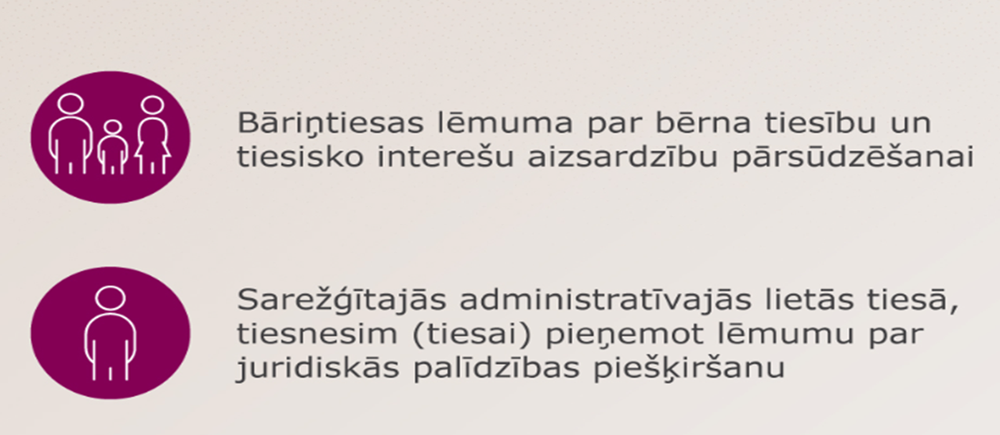 Bāriņtiesas lēmuma par bērna tiesību un
tiesisko interešu aizsardzību pārsūdzēšanai
Sarežģītajās administratīvajās lietās tiesā,
tiesnesim (tiesai) pieņemot lēmumu par
juridiskās palīdzības piešķiršanu